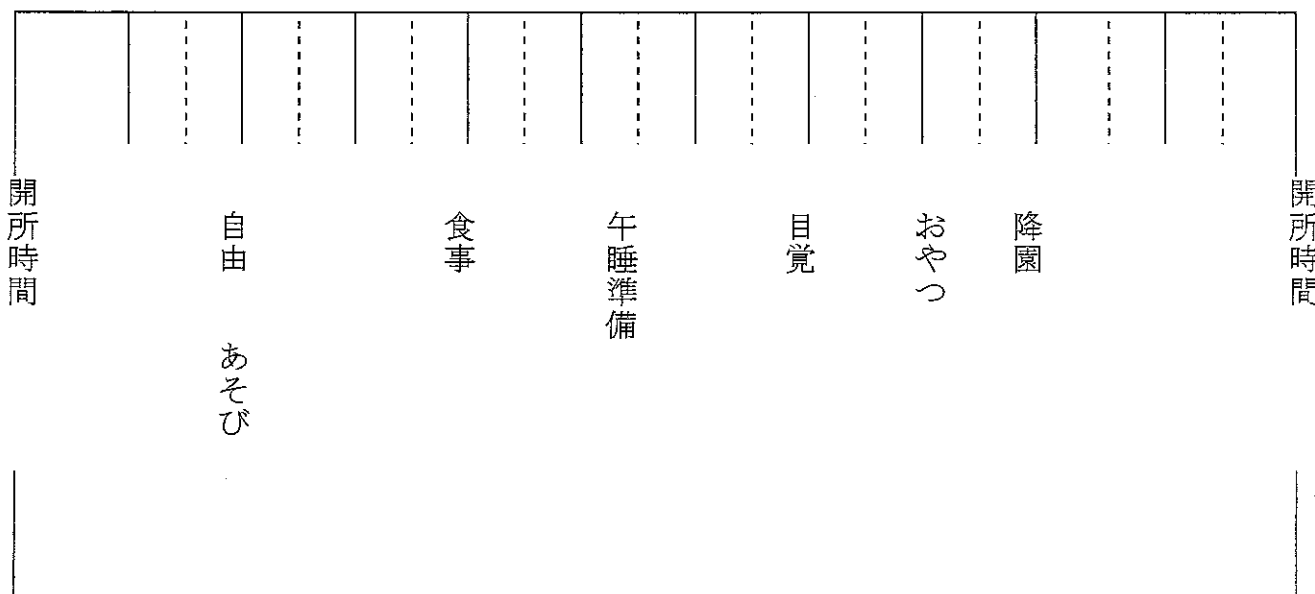 開所時間
自由 あそび
食事
午睡準備
目覚
おやつ
降園
開所時間